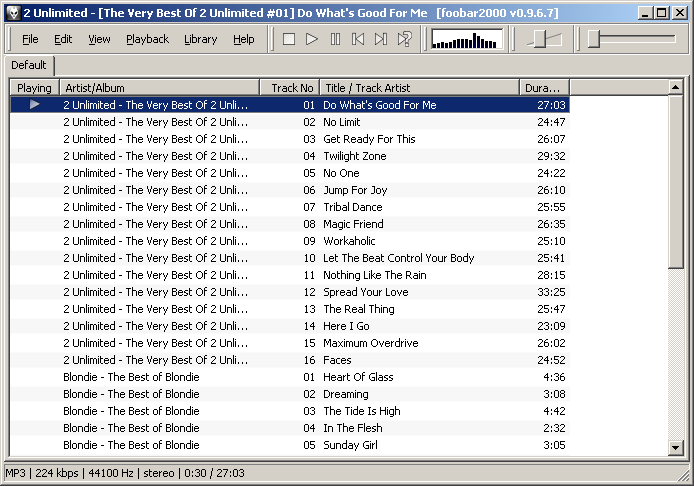 2 Unlimited - [The Very Best Of 2 Unlimited #01] Do What's Good For Me   [foobar2000 v0.9.6.7]
File Edit View Playback Library Help
Default
Playing Artist/Album Track No Title / Track Artist Dura...
2 Unlimited - The Very Best Of 2 Unli... 01 Do What's Good For Me 27:03
2 Unlimited - The Very Best Of 2 Unli... 02 No Limit 24:47
2 Unlimited - The Very Best Of 2 Unli... 03 Get Ready For This 26:07
2 Unlimited - The Very Best Of 2 Unli... 04 Twilight Zone 29:32
2 Unlimited - The Very Best Of 2 Unli... 05 No One 24:22
2 Unlimited - The Very Best Of 2 Unli... 06 Jump For Joy 26:10
2 Unlimited - The Very Best Of 2 Unli... 07 Tribal Dance 25:55
2 Unlimited - The Very Best Of 2 Unli... 08 Magic Friend 26:35
2 Unlimited - The Very Best Of 2 Unli... 09 Workaholic 25:10
2 Unlimited - The Very Best Of 2 Unli... 10 Let The Beat Control Your Body 25:41
2 Unlimited - The Very Best Of 2 Unli... 11 Nothing Like The Rain 28:15
2 Unlimited - The Very Best Of 2 Unli... 12 Spread Your Love 33:25
2 Unlimited - The Very Best Of 2 Unli... 13 The Real Thing 25:47
2 Unlimited - The Very Best Of 2 Unli... 14 Here I Go 23:09
2 Unlimited - The Very Best Of 2 Unli... 15 Maximum Overdrive 26:02
2 Unlimited - The Very Best Of 2 Unli... 16 Faces 24:52
Blondie - The Best of Blondie 01 Heart Of Glass 4:36
Blondie - The Best of Blondie 02 Dreaming 3:08
Blondie - The Best of Blondie 03 The Tide Is High 4:42
Blondie - The Best of Blondie 04 In The Flesh 2:32
Blondie - The Best of Blondie 05 Sunday Girl 3:05
MP3 | 224 kbps | 44100 Hz | stereo | 0:30 / 27:03